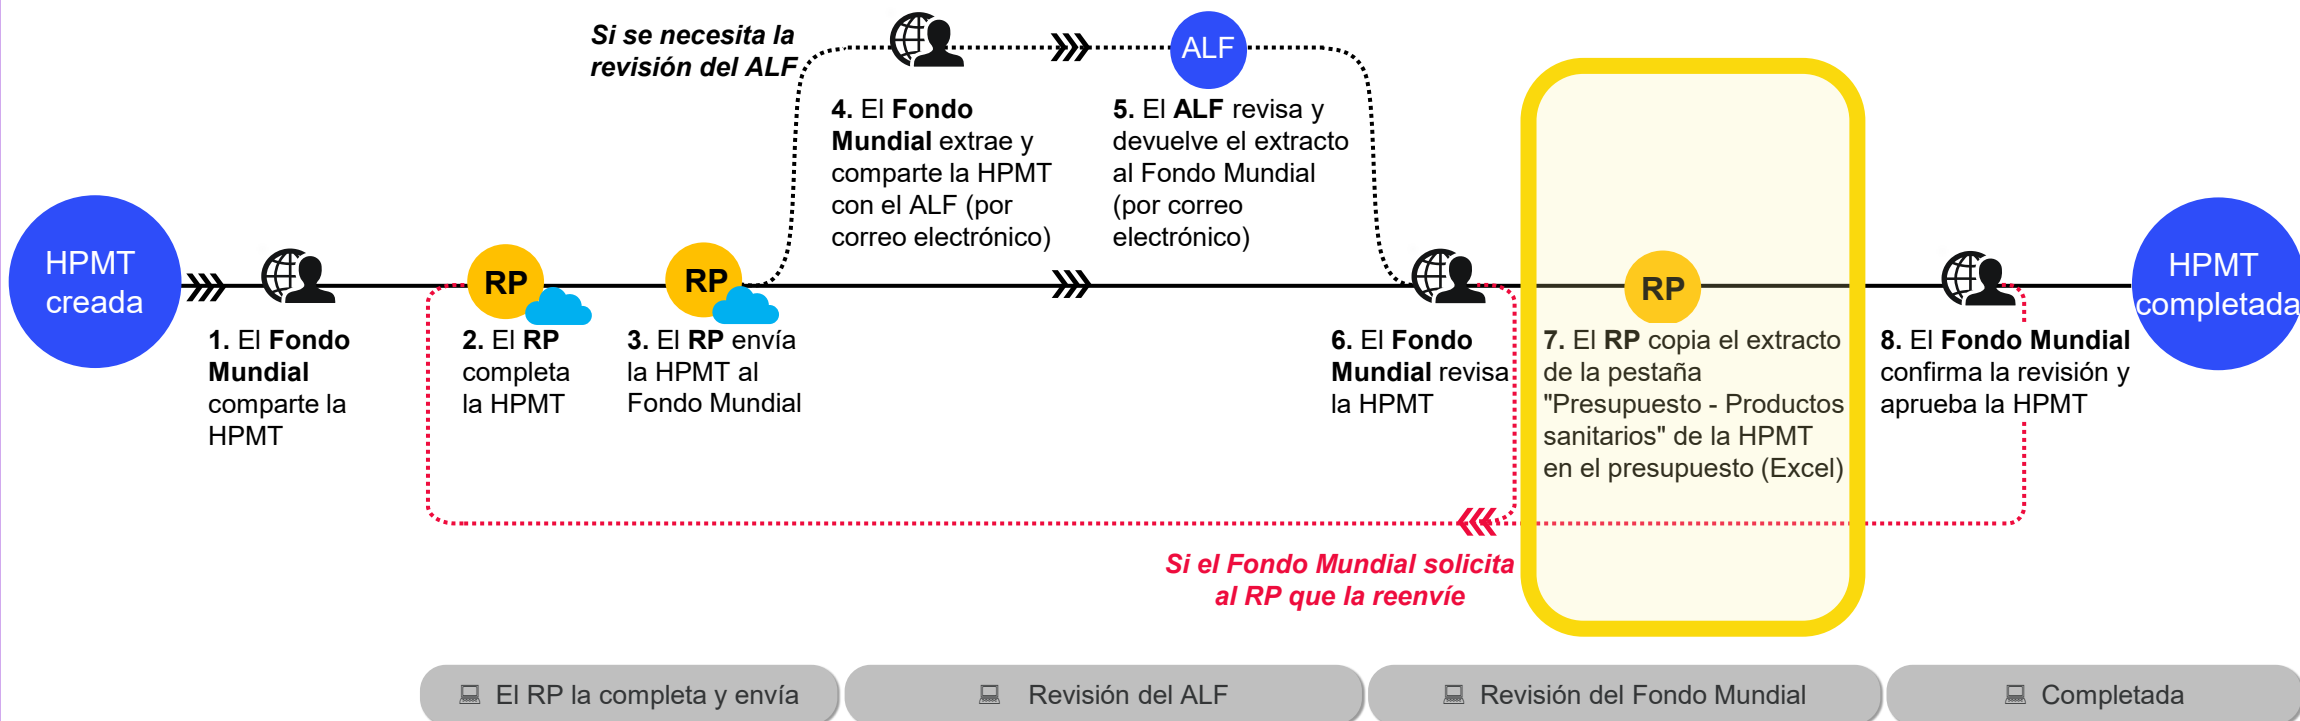 Si se necesita la
revisión del ALF
ALF
4. El Fondo
Mundial extrae y
comparte la HPMT
con el ALF (por
correo electrónico)
5. El ALF revisa y
devuelve el extracto
al Fondo Mundial
(por correo
electrónico)
HPMT
creada
RP
RP
RP
HPMT
completada
1. El Fondo
Mundial
comparte la
HPMT
2. El RP
completa
la HPMT
3. El RP envía
la HPMT al
Fondo Mundial
6. El Fondo
Mundial revisa
la HPMT
7. El RP copia el extracto
de la pestaña
"Presupuesto - Productos
sanitarios" de la HPMT
en el presupuesto (Excel)
8. El Fondo Mundial
confirma la revisión y
aprueba la HPMT
Si el Fondo Mundial solicita
al RP que la reenvíe
El RP la completa y envía
Revisión del ALF
Revisión del Fondo Mundial
Completada